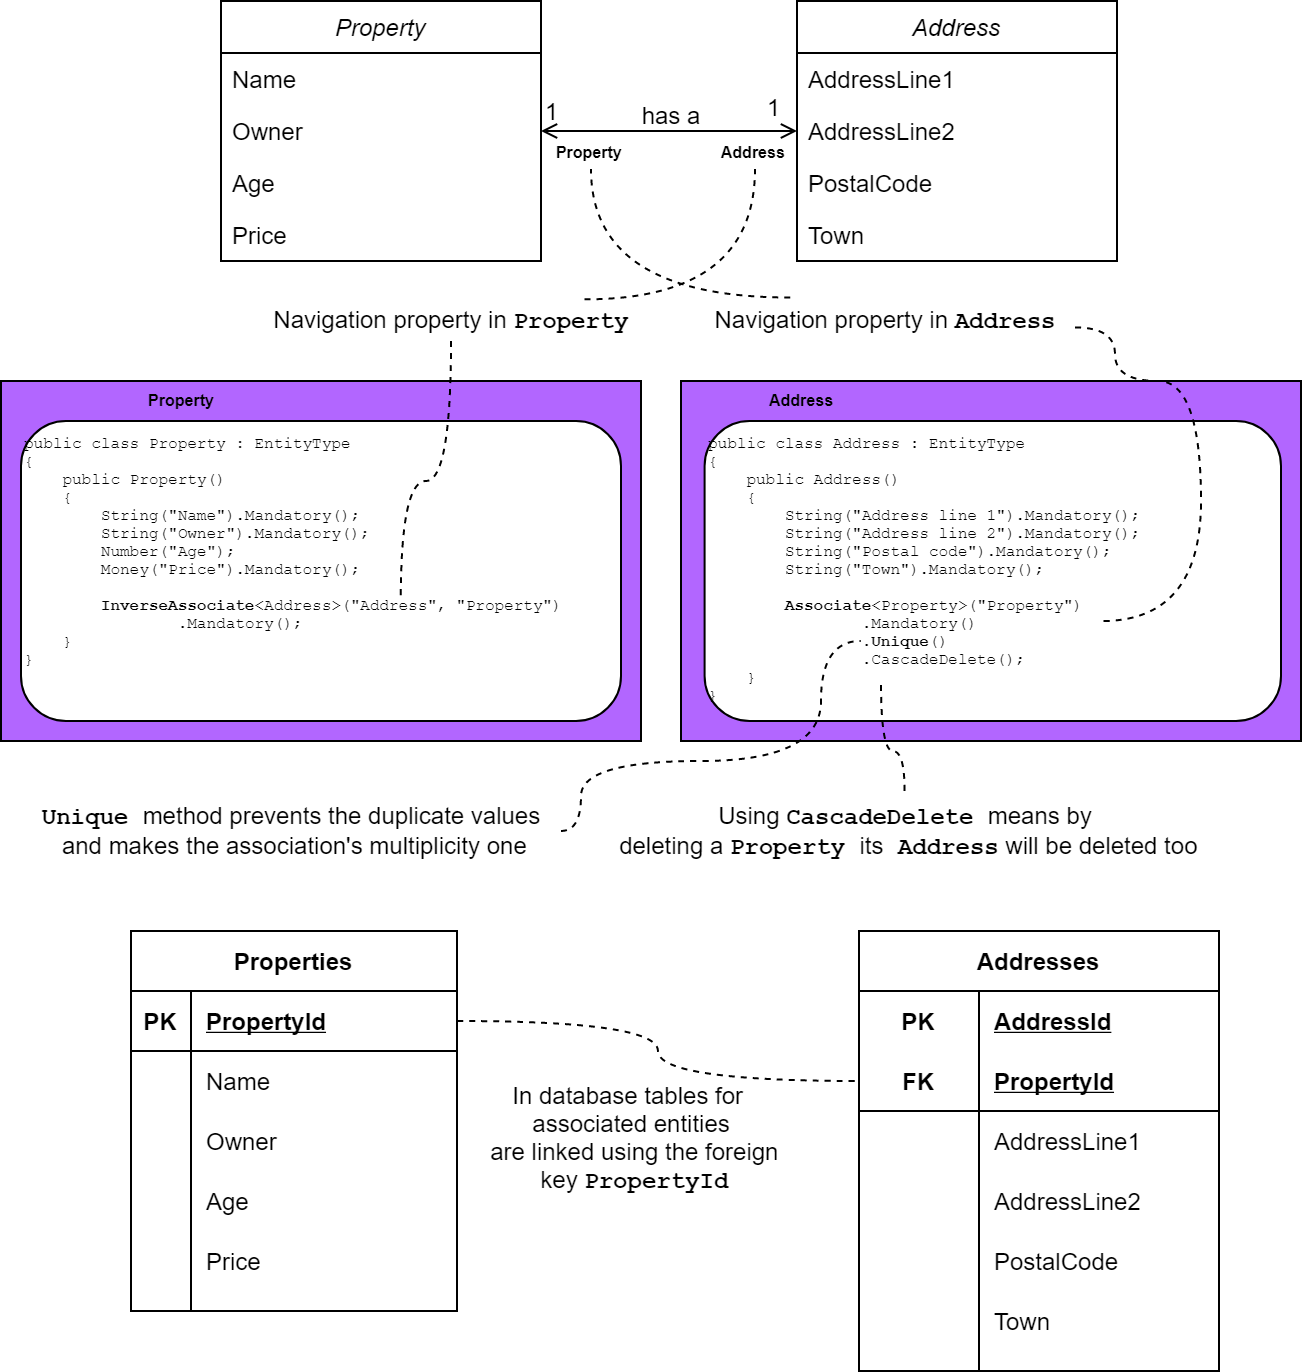 Property
Name
Owner
Age
Price
Address
AddressLine1
AddressLine2
PostalCode
Town
1
has a
1
Property
Address
Navigation property in Property
Navigation property in Address
Property
public class Property : EntityType
{
public Property()
{
String("Name").Mandatory();
String("Owner").Mandatory();
Number("Age");
Money("Price").Mandatory();
InverseAssociate<Address>("Address", "Property")
.Mandatory();
}
}
Address
public class Address : EntityType
{
public Address()
{
String("Address line 1").Mandatory();
String("Address line 2").Mandatory();
String("Postal code").Mandatory();
String("Town").Mandatory();
Associate<Property>("Property")
.Mandatory()
.Unique()
.CascadeDelete();
}
}
Unique method prevents the duplicate values
and makes the association's multiplicity one
Using CascadeDelete means by
deleting a Property its Address will be deleted too
Properties
PK PropertyId
Name
Owner
Age
Price
In database tables for
associated entities
are linked using the foreign
key PropertyId
Addresses
PK AddressId
FK PropertyId
AddressLine1
AddressLine2
PostalCode
Town